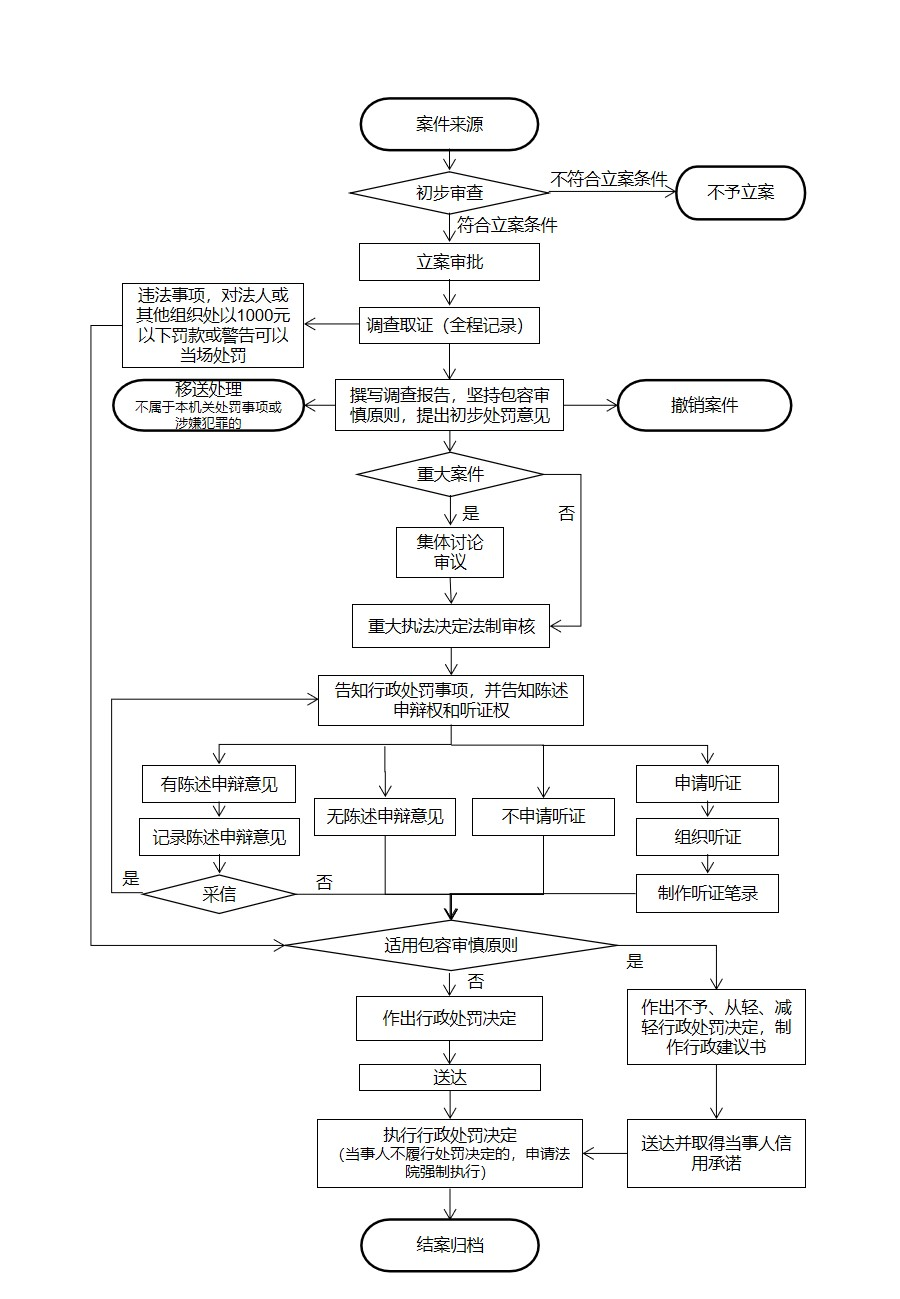 案件来源
初步审查
不符合立案条件
不予立案
符合立案条件
立案审批
违法事项，对法人或
其他组织处以1000元
以下罚款或警告可以
当场处罚
调查取证（全程记录）
移送处理
不属于本机关处罚事项或
涉嫌犯罪的
撰写调查报告，坚持包容审
慎原则，提出初步处罚意见
撤销案件
重大案件
是
否
集体讨论
审议
重大执法决定法制审核
告知行政处罚事项，并告知陈述
申辩权和听证权
有陈述申辩意见
无陈述申辩意见
不申请听证
申请听证
记录陈述申辩意见
组织听证
是
采信
否
制作听证笔录
适用包容审慎原则
是
否
作出行政处罚决定
作出不予、从轻、减
轻行政处罚决定，制
作行政建议书
送达
执行行政处罚决定
（当事人不履行处罚决定的，申请法
院强制执行）
送达并取得当事人信
用承诺
结案归档